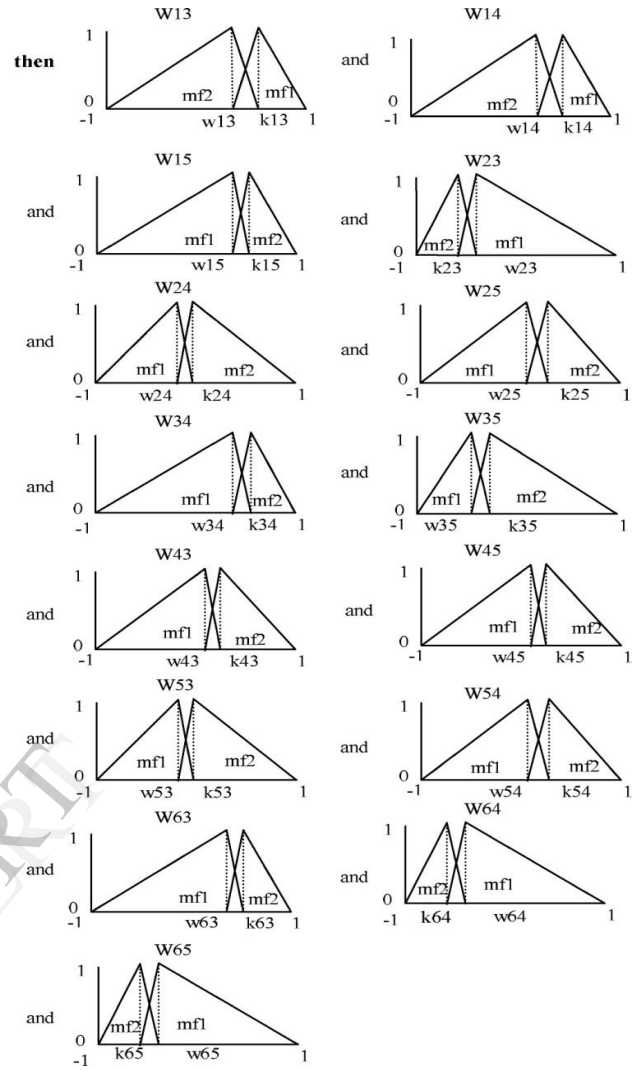 W13 W14
then 1 0 mf2 mf1 -1 w13 k13 1 and 1 0 mf2 mf1 -1 w14 k14 1
W15 W23
and 1 0 mf1 mf2 -1 w15 k15 1 and 1 0 mf2 mf1 -1 k23 w23 1
W24 W25
and 1 0 mf1 mf2 -1 w24 k24 1 and 1 0 mf1 mf2 -1 w25 k25 1
W34 W35
and 1 0 mf1 mf2 -1 w34 k34 1 and 1 0 mf1 mf2 -1 w35 k35 1
W43 W45
and 1 0 mf1 mf2 -1 w43 k43 1 and 1 0 mf1 mf2 -1 w45 k45 1
W53 W54
and 1 0 mf1 mf2 -1 w53 k53 1 and 1 0 mf1 mf2 -1 w54 k54 1
W63 W64
and 1 0 mf1 mf2 -1 w63 k63 1 and 1 0 mf2 mf1 -1 k64 w64 1
W65
and 1 0 mf2 mf1 -1 k65 w65 1